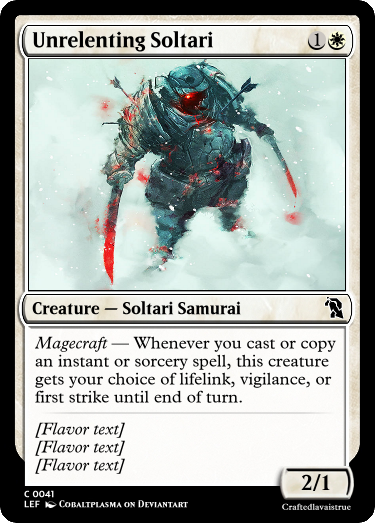 Unrelenting Soltari 1
Creature — Soltari Samurai
Magecraft — Whenever you cast or copy
an instant or sorcery spell, this creature
gets your choice of lifelink, vigilance, or
first strike until end of turn.
[Flavor text]
[Flavor text]
[Flavor text]
2/1
C 0041
LEF Cobaltplasma on Deviantart
Craftedlavaistrue